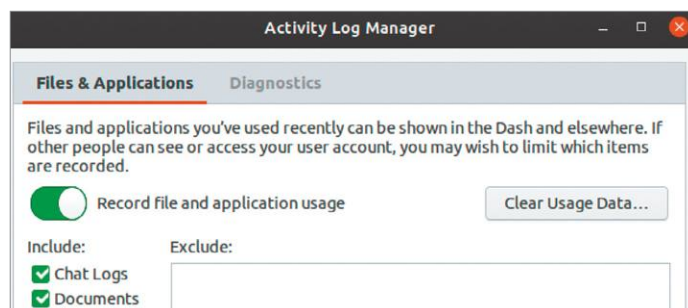 Activity Log Manager
Files & Applications Diagnostics
Files and applications you've used recently can be shown in the Dash and elsewhere. If
other people can see or access your user account, you may wish to limit which items
are recorded.
Record file and application usage Clear Usage Data...
Include: Exclude:
Chat Logs
Documents